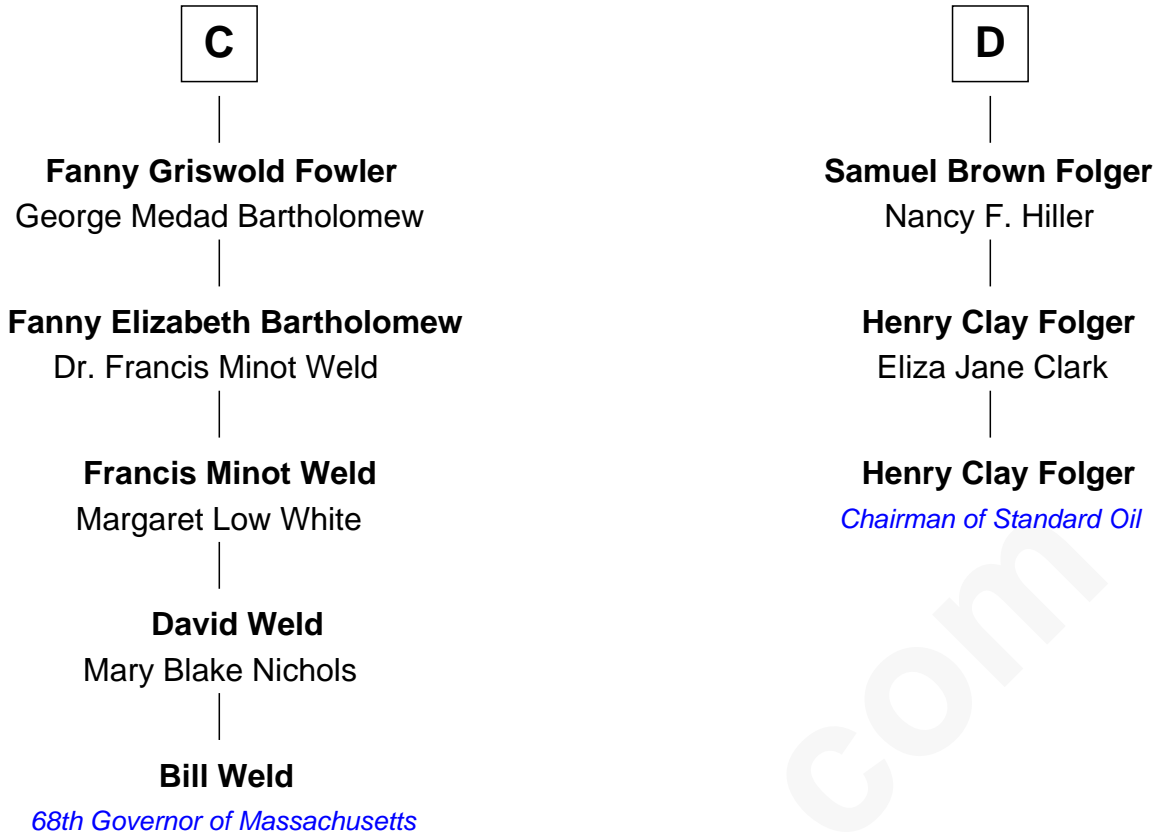 C
Fanny Griswold Fowler
George Medad Bartholomew
Fanny Elizabeth Bartholomew
Dr. Francis Minot Weld
Francis Minot Weld
Margaret Low White
David Weld
Mary Blake Nichols
Bill Weld
68th Governor of Massachusetts
D
Samuel Brown Folger
Nancy F. Hiller
Henry Clay Folger
Eliza Jane Clark
Henry Clay Folger
Chairman of Standard Oil
com